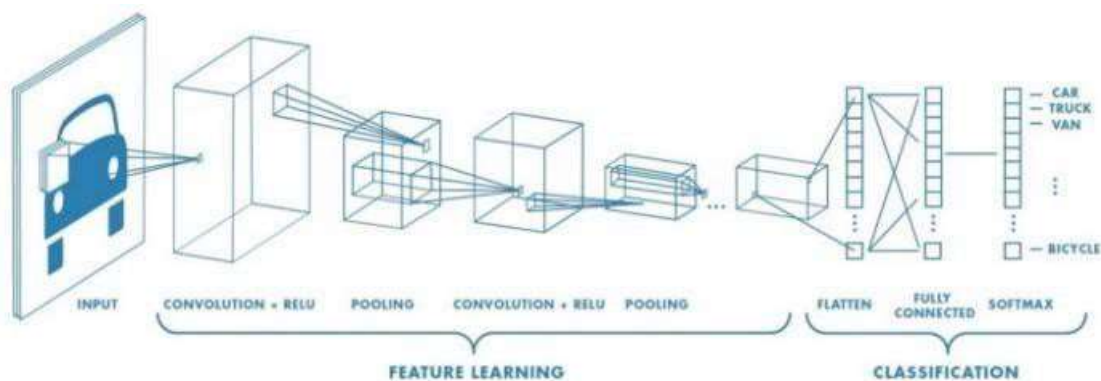 CAR
TRUCK
VAN
BICYCLE
INPUT
CONVOLUTION + RELU
POOLING
CONVOLUTION + RELU
POOLING
FLATTEN
FULLY
CONNECTED
SOFTMAX
FEATURE LEARNING
CLASSIFICATION